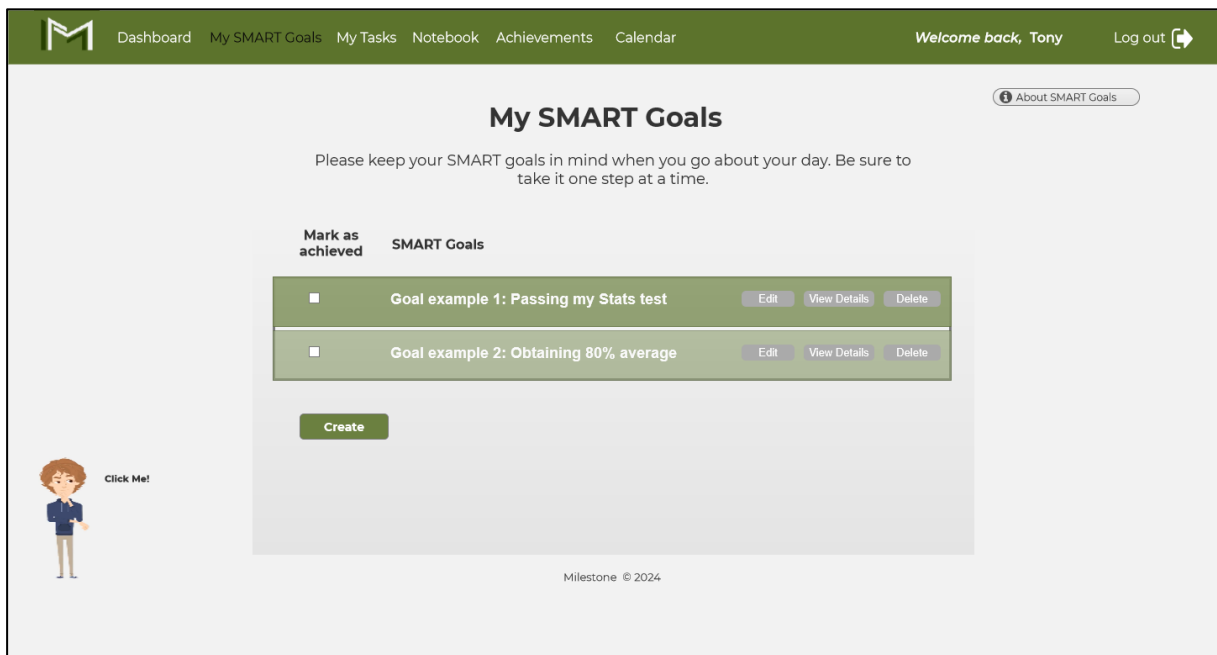 Dashboard My SMART Goals My Tasks Notebook Achievements Calendar Welcome back, Tony Log out
About SMART Goals
My SMART Goals
Please keep your SMART goals in mind when you go about your day. Be sure to
take it one step at a time.
Mark as
achieved
SMART Goals
Goal example 1: Passing my Stats test Edit View Details Delete
Goal example 2: Obtaining 80% average Edit View Details Delete
Create
Click Me!
Milestone © 2024